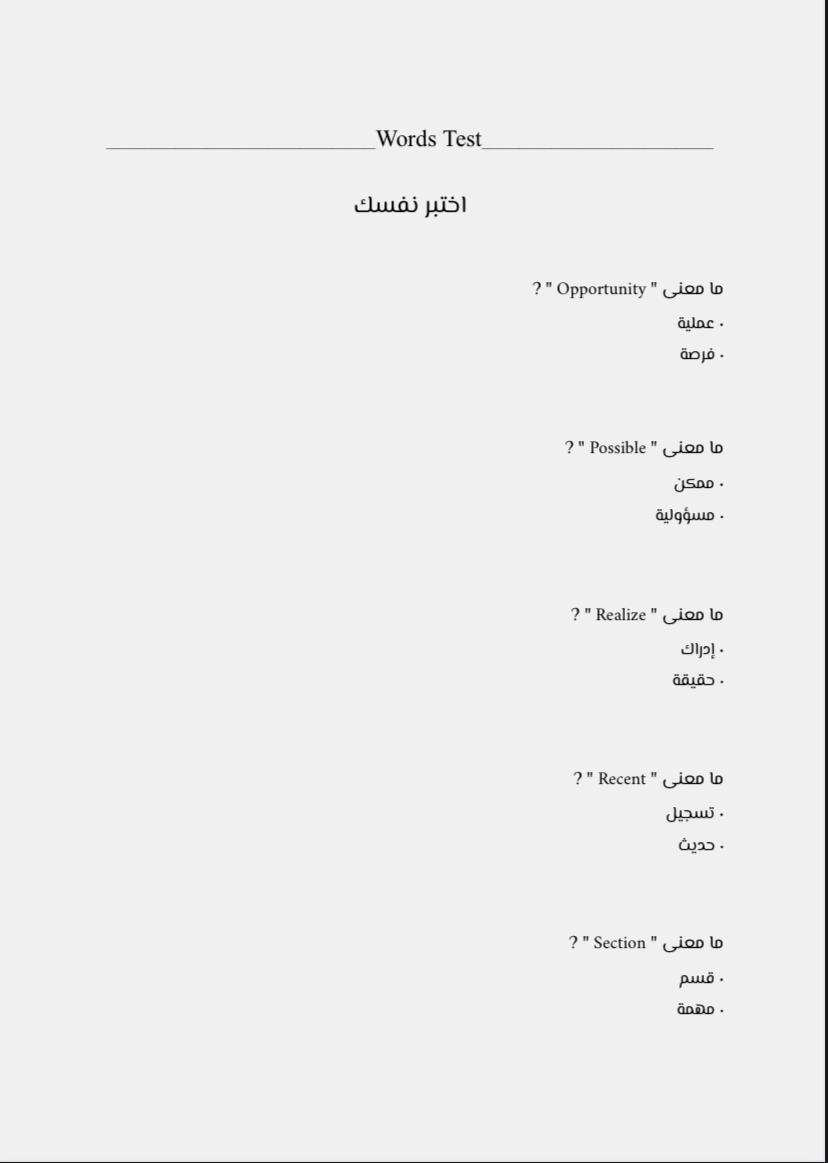 Words Test
اختبر نفسك
ما معنى " Opportunity " ?
· عملية
· فرصة
ما معنى " Possible " ?
· ممكن
· مسؤولية
ما معنى " Realize " ?
· إدراك
· حقيقة
ما معنى " Recent " ?
· تسجيل
· حديث
ما معنى " Section " ?
· قسم
· مهمة